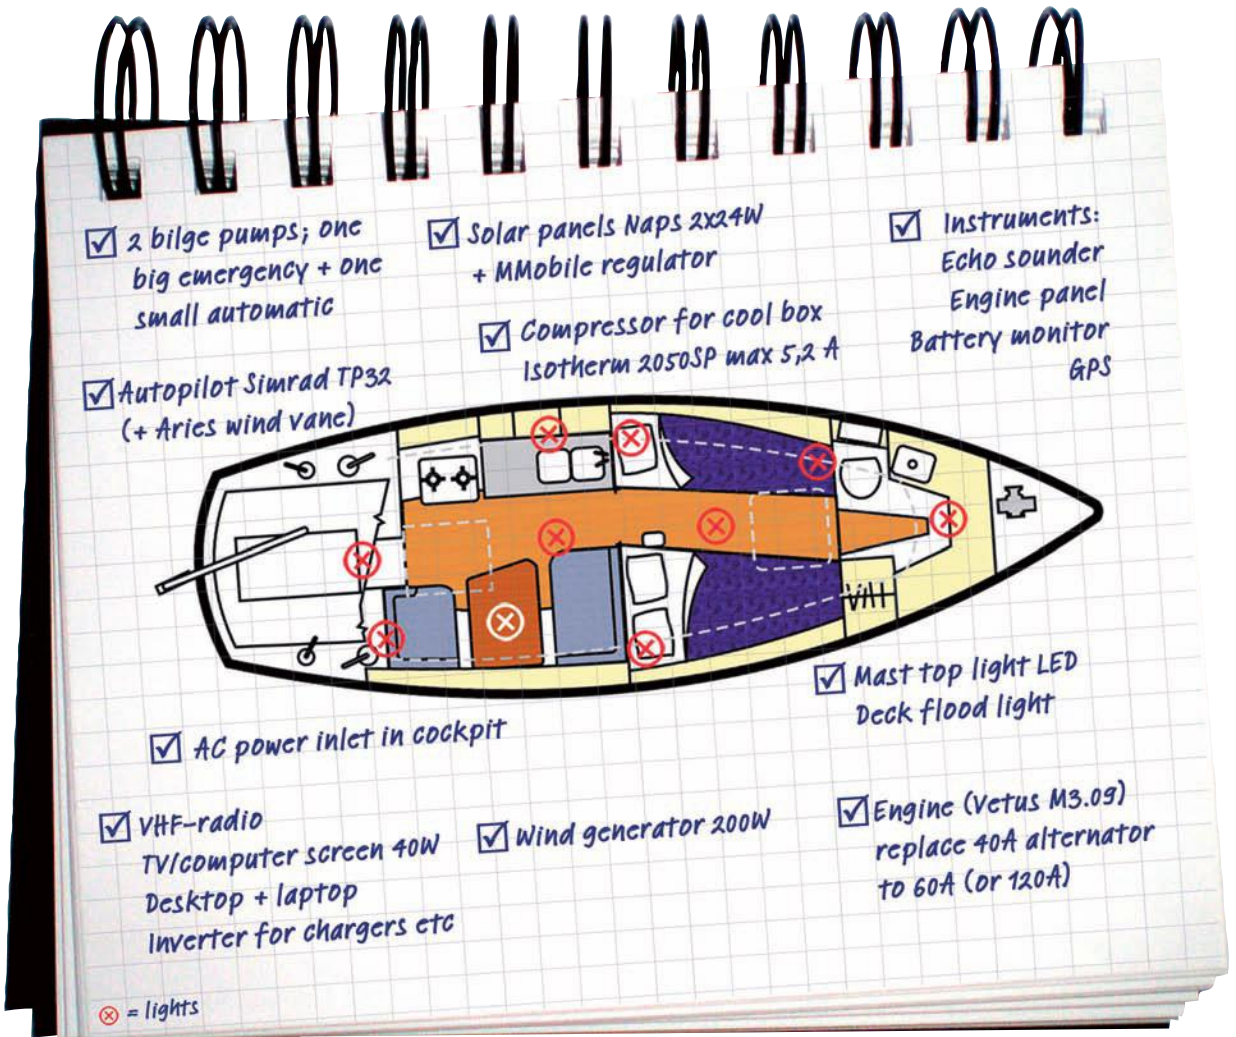 2 bilge pumps; one
big emergency + one
small automatic
Solar panels Naps 2x24W
+ MMobile regulator
Instruments:
Echo sounder
Engine panel
Battery monitor
GPS
Compressor for cool box
Isotherm 2050SP max 5,2 A
Autopilot Simrad TP32
(+ Aries wind vane)
Mast top light LED
Deck flood light
AC power inlet in cockpit
VHF-radio
TV/computer screen 40W
Desktop + laptop
Inverter for chargers etc
Wind generator 200W
Engine (Vetus M3.09)
replace 40A alternator
to 60A (or 120A)
= lights